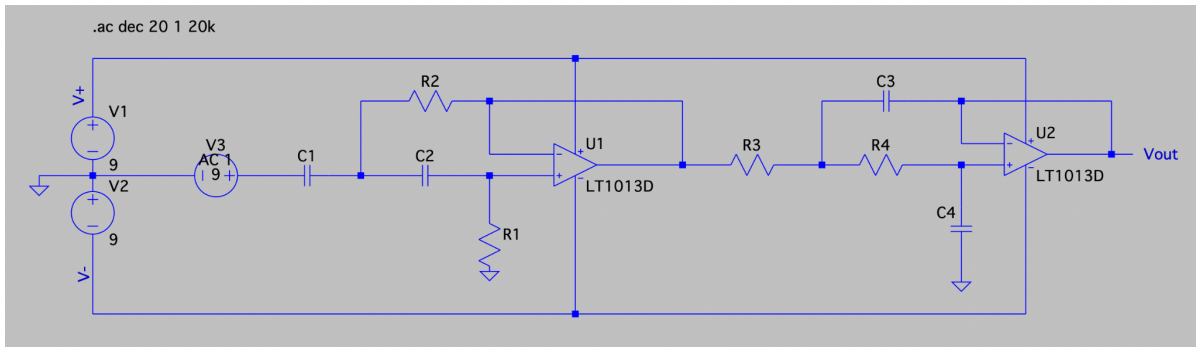 .ac dec 20 1 20k
V+
V1
9
V2
9
V-
V3
AC 1
9
C1
R2
C2
R1
U1
LT1013D
R3
C3
R4
C4
U2
LT1013D
Vout